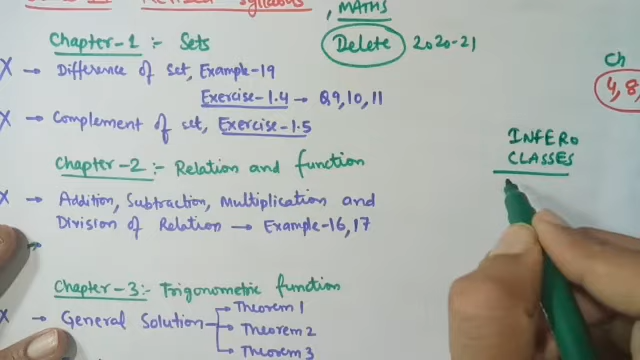 Revised Syllabus
, MATHS
Chapter-1 :- Sets
Delete 2020-21
X → Difference of Set, Example-19
Exercise-1.4 → Q9,10,11
X → Complement of set, Exercise-1.5
Ch
4,8,
INFERO
CLASSES
Chapter-2 :- Relation and function
X → Addition, Subtraction, Multiplication and
Division of Relation → Example-16,17
Chapter-3:- Trigonometric function
X → General Solution → Theorem 1
→ Theorem 2
→ Theorem 3